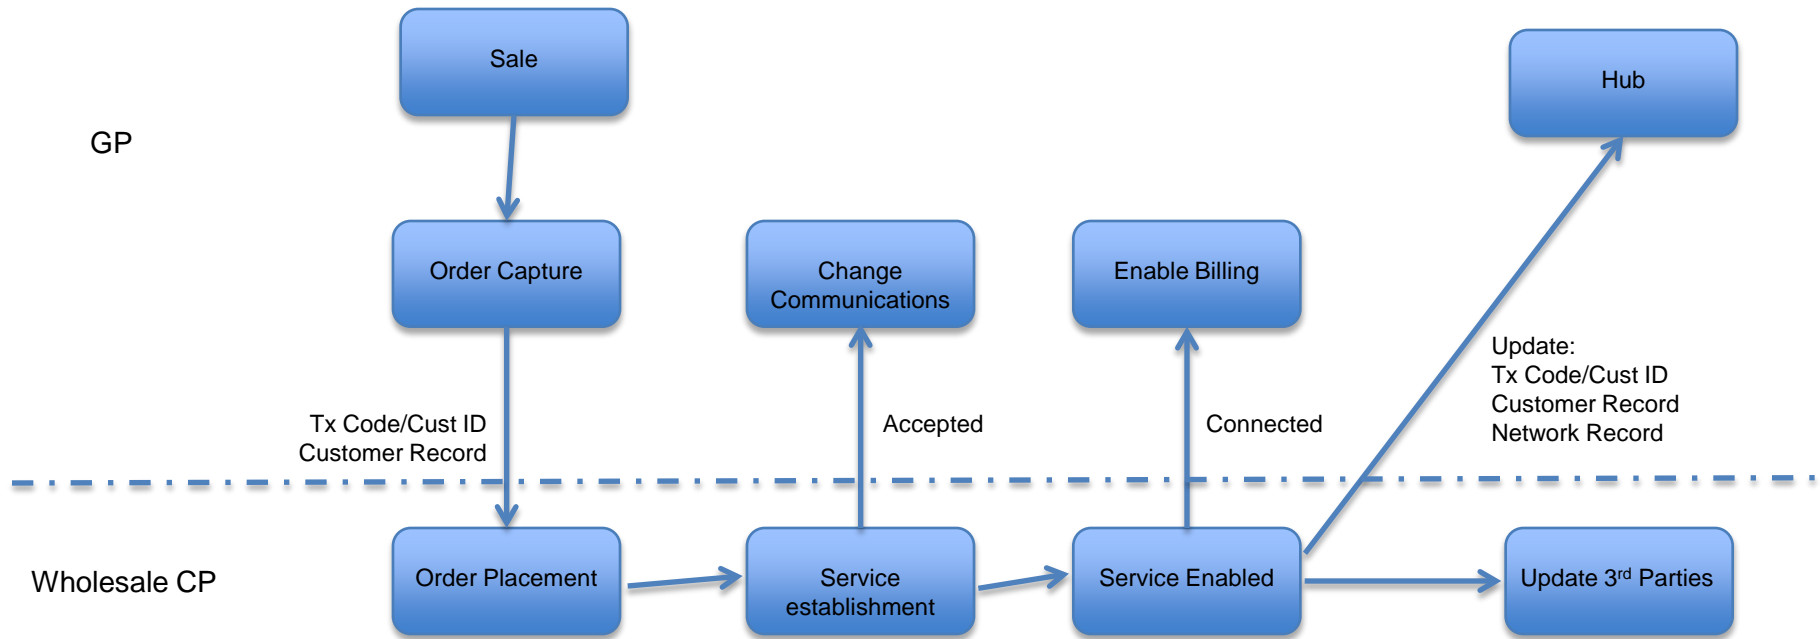 Sale
Hub
GP
Order Capture
Change
Communications
Enable Billing
Update:
Tx Code/Cust ID
Customer Record
Network Record
Tx Code/Cust ID
Customer Record
Accepted
Connected
Wholesale CP
Order Placement
Service
establishment
Service Enabled
Update 3rd Parties